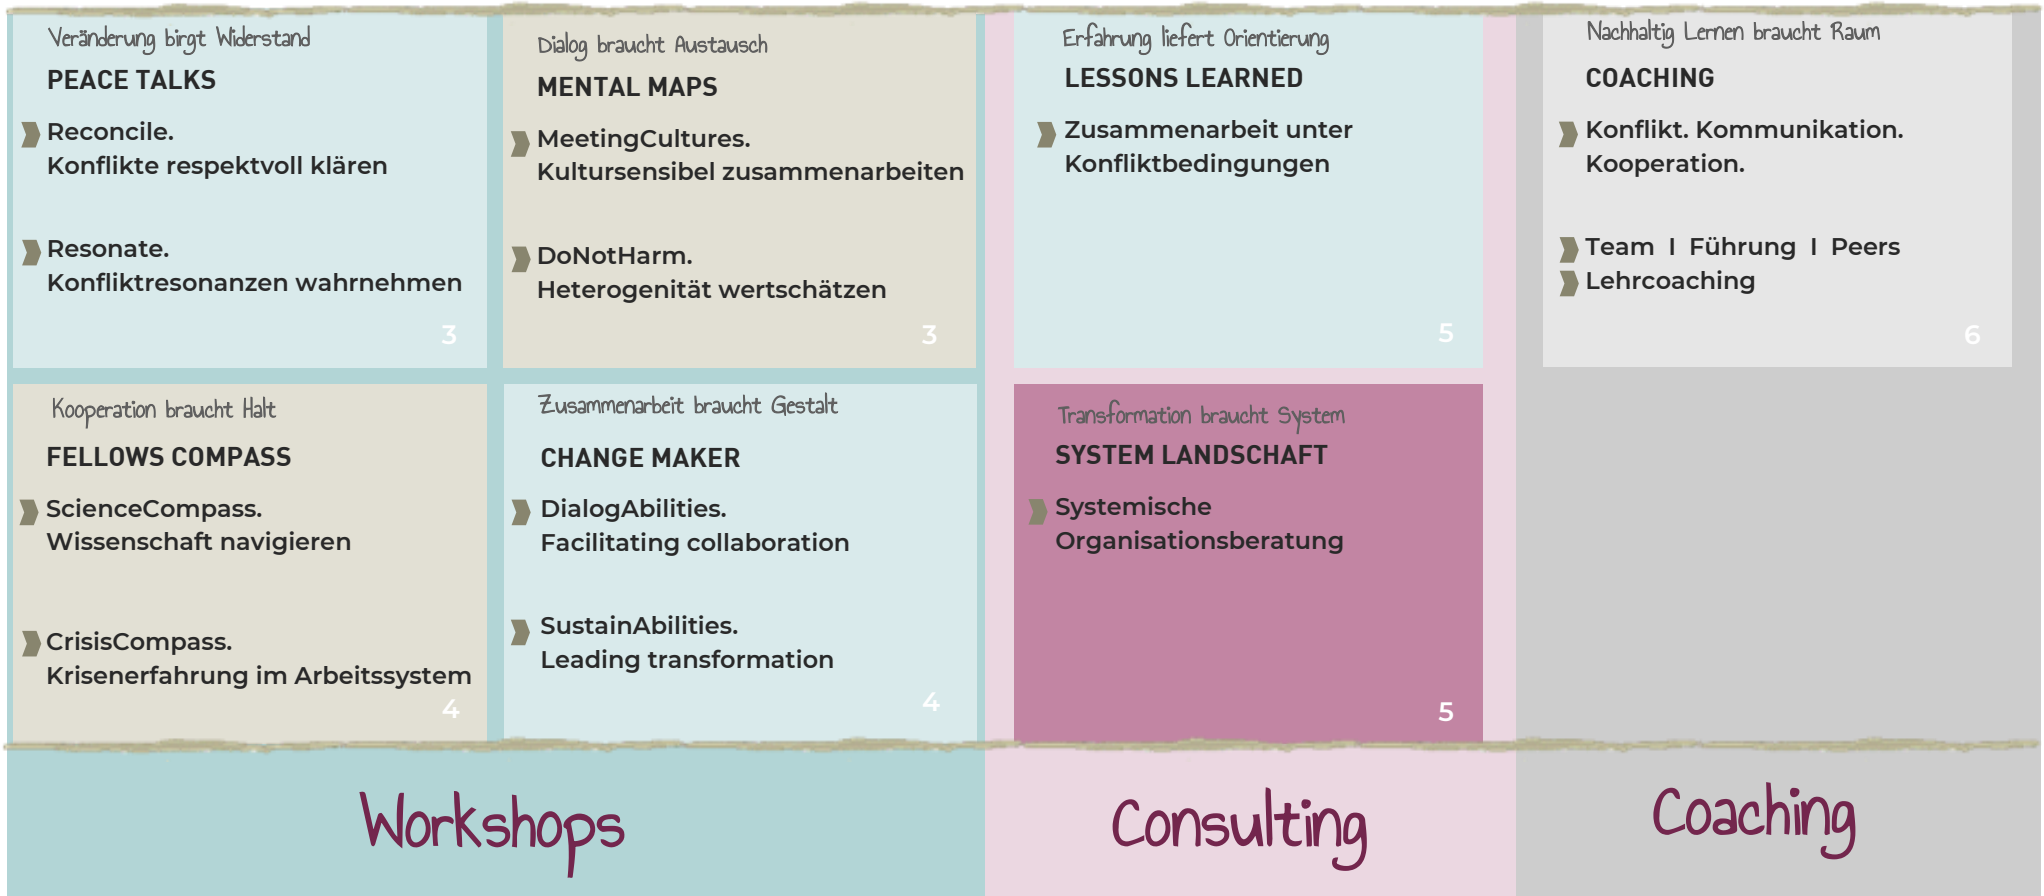 Veränderung birgt Widerstand
PEACE TALKS
Reconcile.
Konflikte respektvoll klären
Resonate.
Konfliktresonanzen wahrnehmen
3
Dialog braucht Austausch
MENTAL MAPS
MeetingCultures.
Kultursensibel zusammenarbeiten
DoNotHarm.
Heterogenität wertschätzen
3
Erfahrung liefert Orientierung
LESSONS LEARNED
Zusammenarbeit unter
Konfliktbedingungen
5
Nachhaltig Lernen braucht Raum
COACHING
Konflikt. Kommunikation.
Kooperation.
Team I Führung I Peers
Lehrcoaching
6
Kooperation braucht Halt
FELLOWS COMPASS
ScienceCompass.
Wissenschaft navigieren
CrisisCompass.
Krisenerfahrung im Arbeitssystem
4
Zusammenarbeit braucht Gestalt
CHANGE MAKER
DialogAbilities.
Facilitating collaboration
SustainAbilities.
Leading transformation
4
Transformation braucht System
SYSTEM LANDSCHAFT
Systemische
Organisationsberatung
5
Workshops
Consulting
Coaching